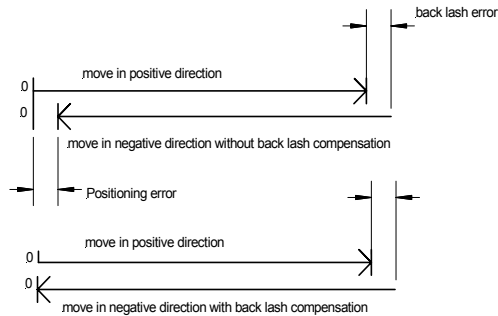 back lash error
move in positive direction
0
0
move in negative direction without back lash compensation
Positioning error
move in positive direction
0
0
move in negative direction with back lash compensation